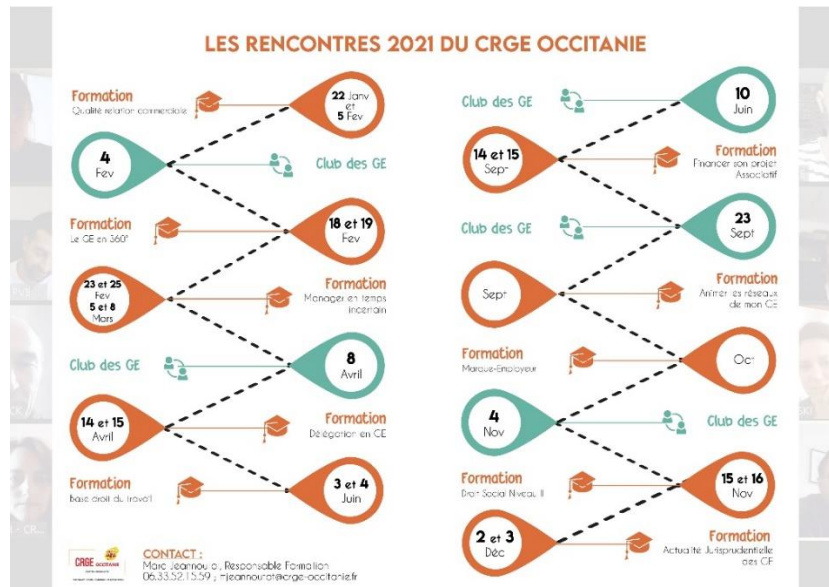 LES RENCONTRES 2021 DU CRGE OCCITANIE
Formation
Qualité relation commerciale
22 Janv
et
5 Fev
4
Fev
Club des GE
Formation
Le GE en 360°
18 et 19
Fev
23 et 25
Fev
5 et 8
Mars
Formation
Manager en temps
incertain
Club des GE
8
Avril
14 et 15
Avril
Formation
Délégation en GE
Formation
Base droit du travail
3 et 4
Juin
Club des GE
10
Juin
14 et 15
Sept
Formation
Financer son projet
Associatif
Club des GE
23
Sept
Sept
Formation
Animer les réseaux
de mon GE
Formation
Marque-Employeur
Oct
4
Nov
Club des GE
Formation
Droit Social Niveau II
15 et 16
Nov
2 et 3
Déc
Formation
Actualité Jurisprudentielle
des GE
CRGE OCCITANIE
CONTACT :
Marc Responsable Formation
06.33.52.15.59 ;